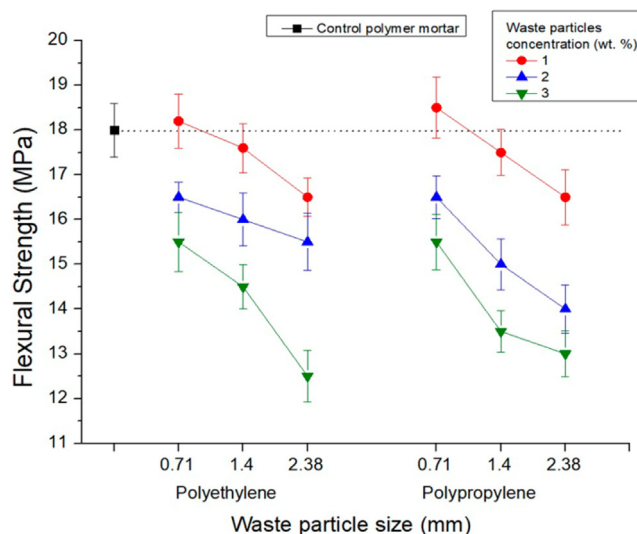 Control polymer mortar
Waste particles
concentration (wt. %)
1
2
3
20
19
18
17
16
15
14
13
12
11
Flexural Strength (MPa)
0.71 1.4 2.38 0.71 1.4 2.38
Polyethylene Polypropylene
Waste particle size (mm)